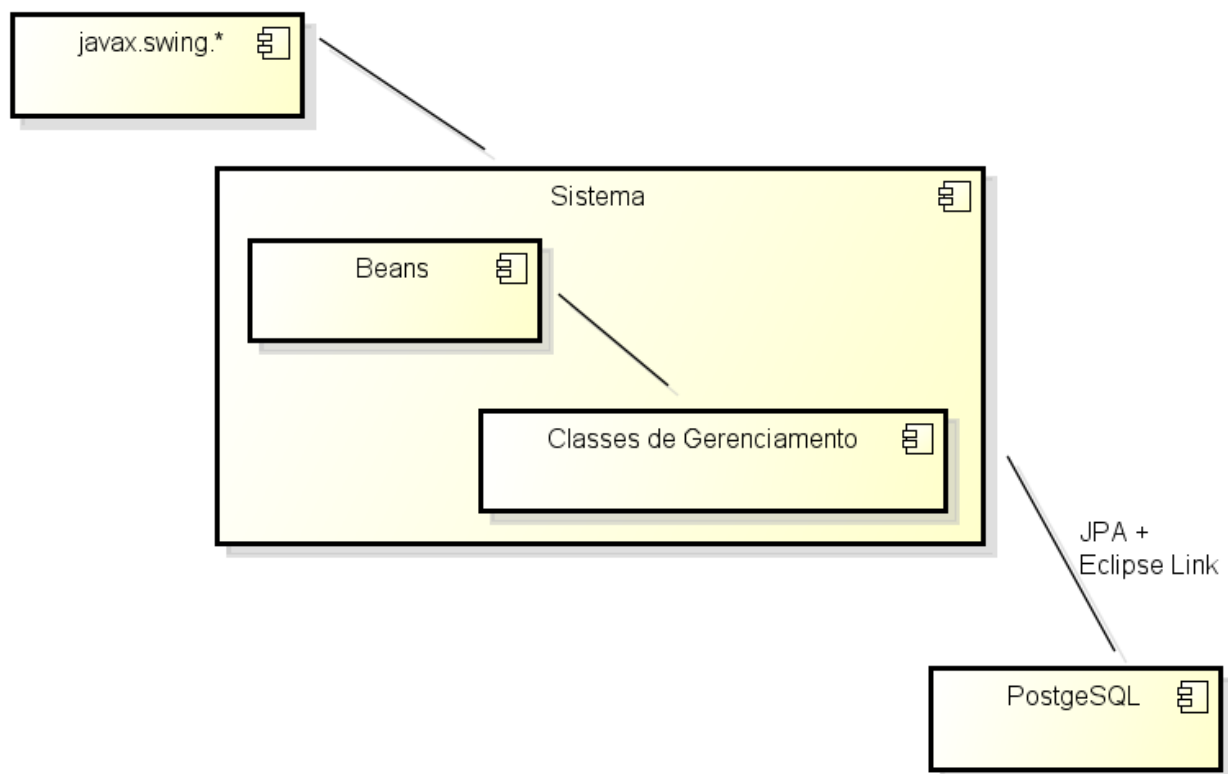 javax.swing.*
Sistema
Beans
Classes de Gerenciamento
JPA +
Eclipse Link
PostgeSQL